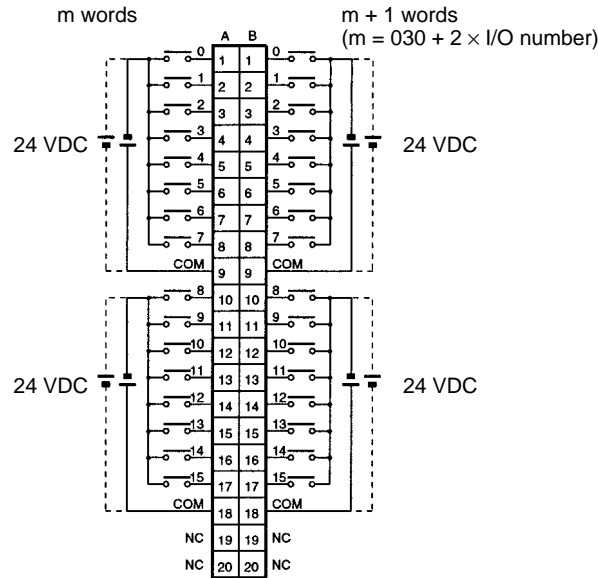 m words
m + 1 words
(m = 030 + 2 × I/O number)
A B
0 1 1 0
1 2 2 1
2 3 3 2
3 4 4 3
24 VDC 24 VDC
4 5 5 4
5 6 6 5
6 7 7 6
7 8 8 7
COM 9 9 COM
8 10 10 8
9 11 11 9
10 12 12 10
11 13 13 11
24 VDC 24 VDC
12 14 14 12
13 15 15 13
14 16 16 14
15 17 17 15
COM 18 18 COM
NC 19 19 NC
NC 20 20 NC